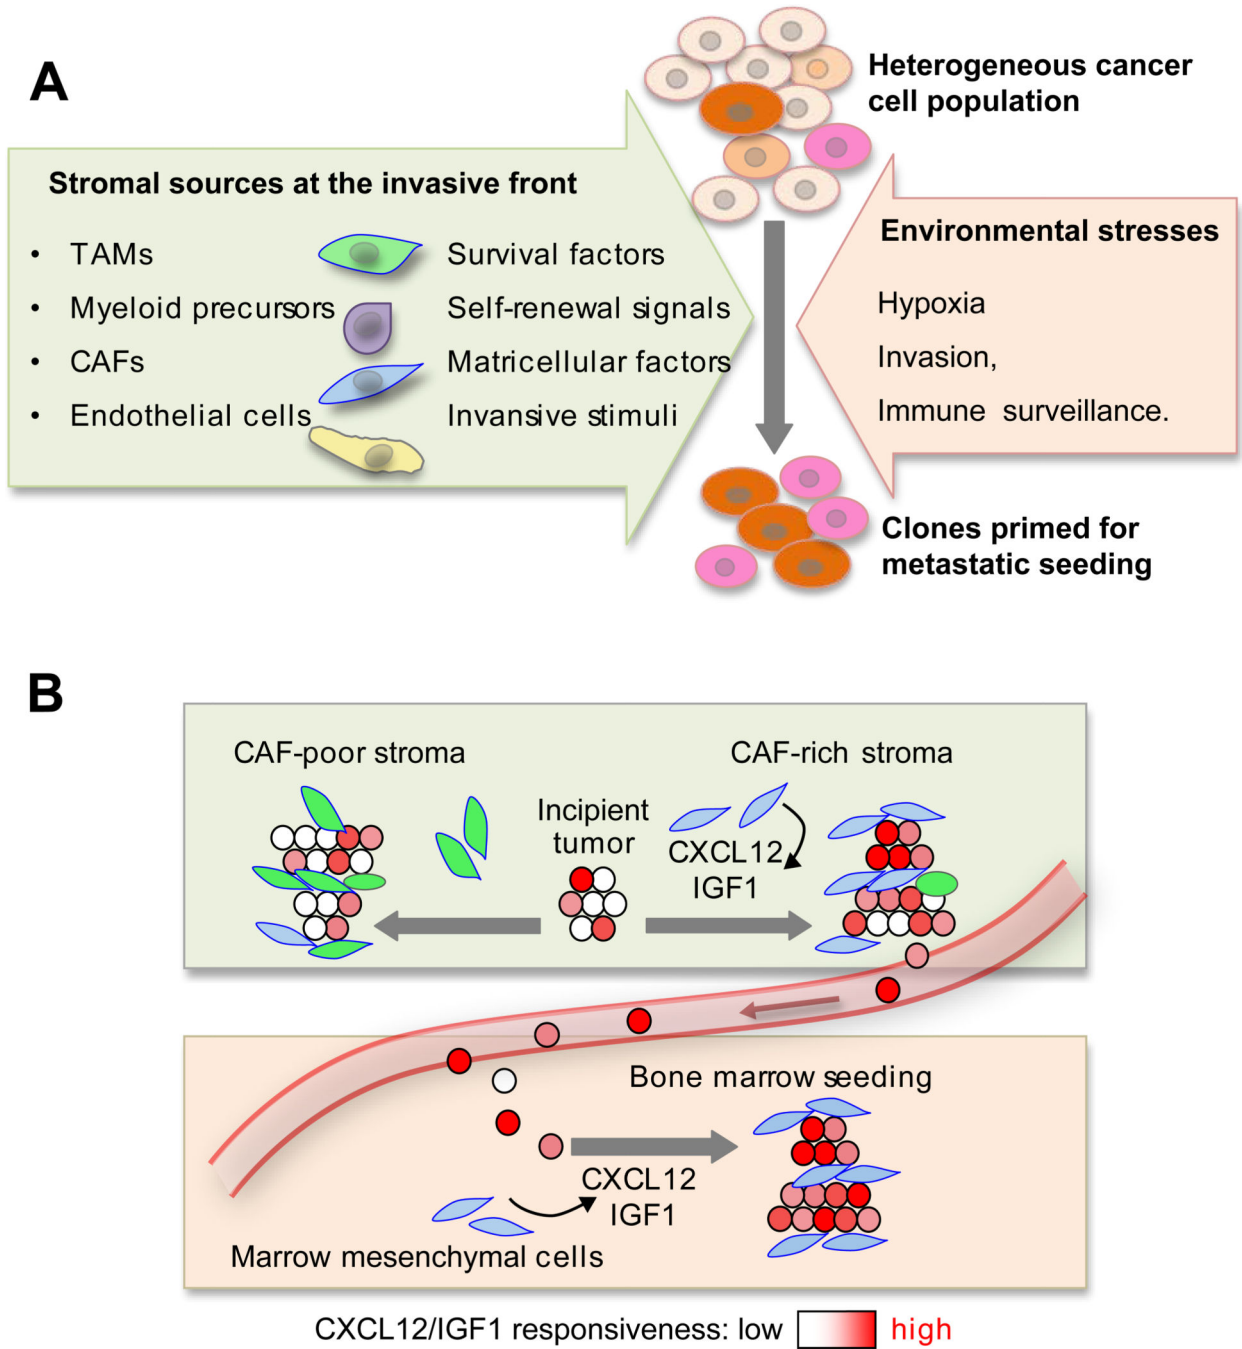 A
Heterogeneous cancer
cell population
Stromal sources at the invasive front
• TAMs
Survival factors
• Myeloid precursors
Self-renewal signals
• CAFs
Matricellular factors
• Endothelial cells
Invansive stimuli
Environmental stresses
Hypoxia
Invasion,
Immune surveillance.
Clones primed for
metastatic seeding
B
CAF-poor stroma
CAF-rich stroma
Incipient
tumor
CXCL12
IGF1
Bone marrow seeding
CXCL12
IGF1
Marrow mesenchymal cells
CXCL12/IGF1 responsiveness: low high